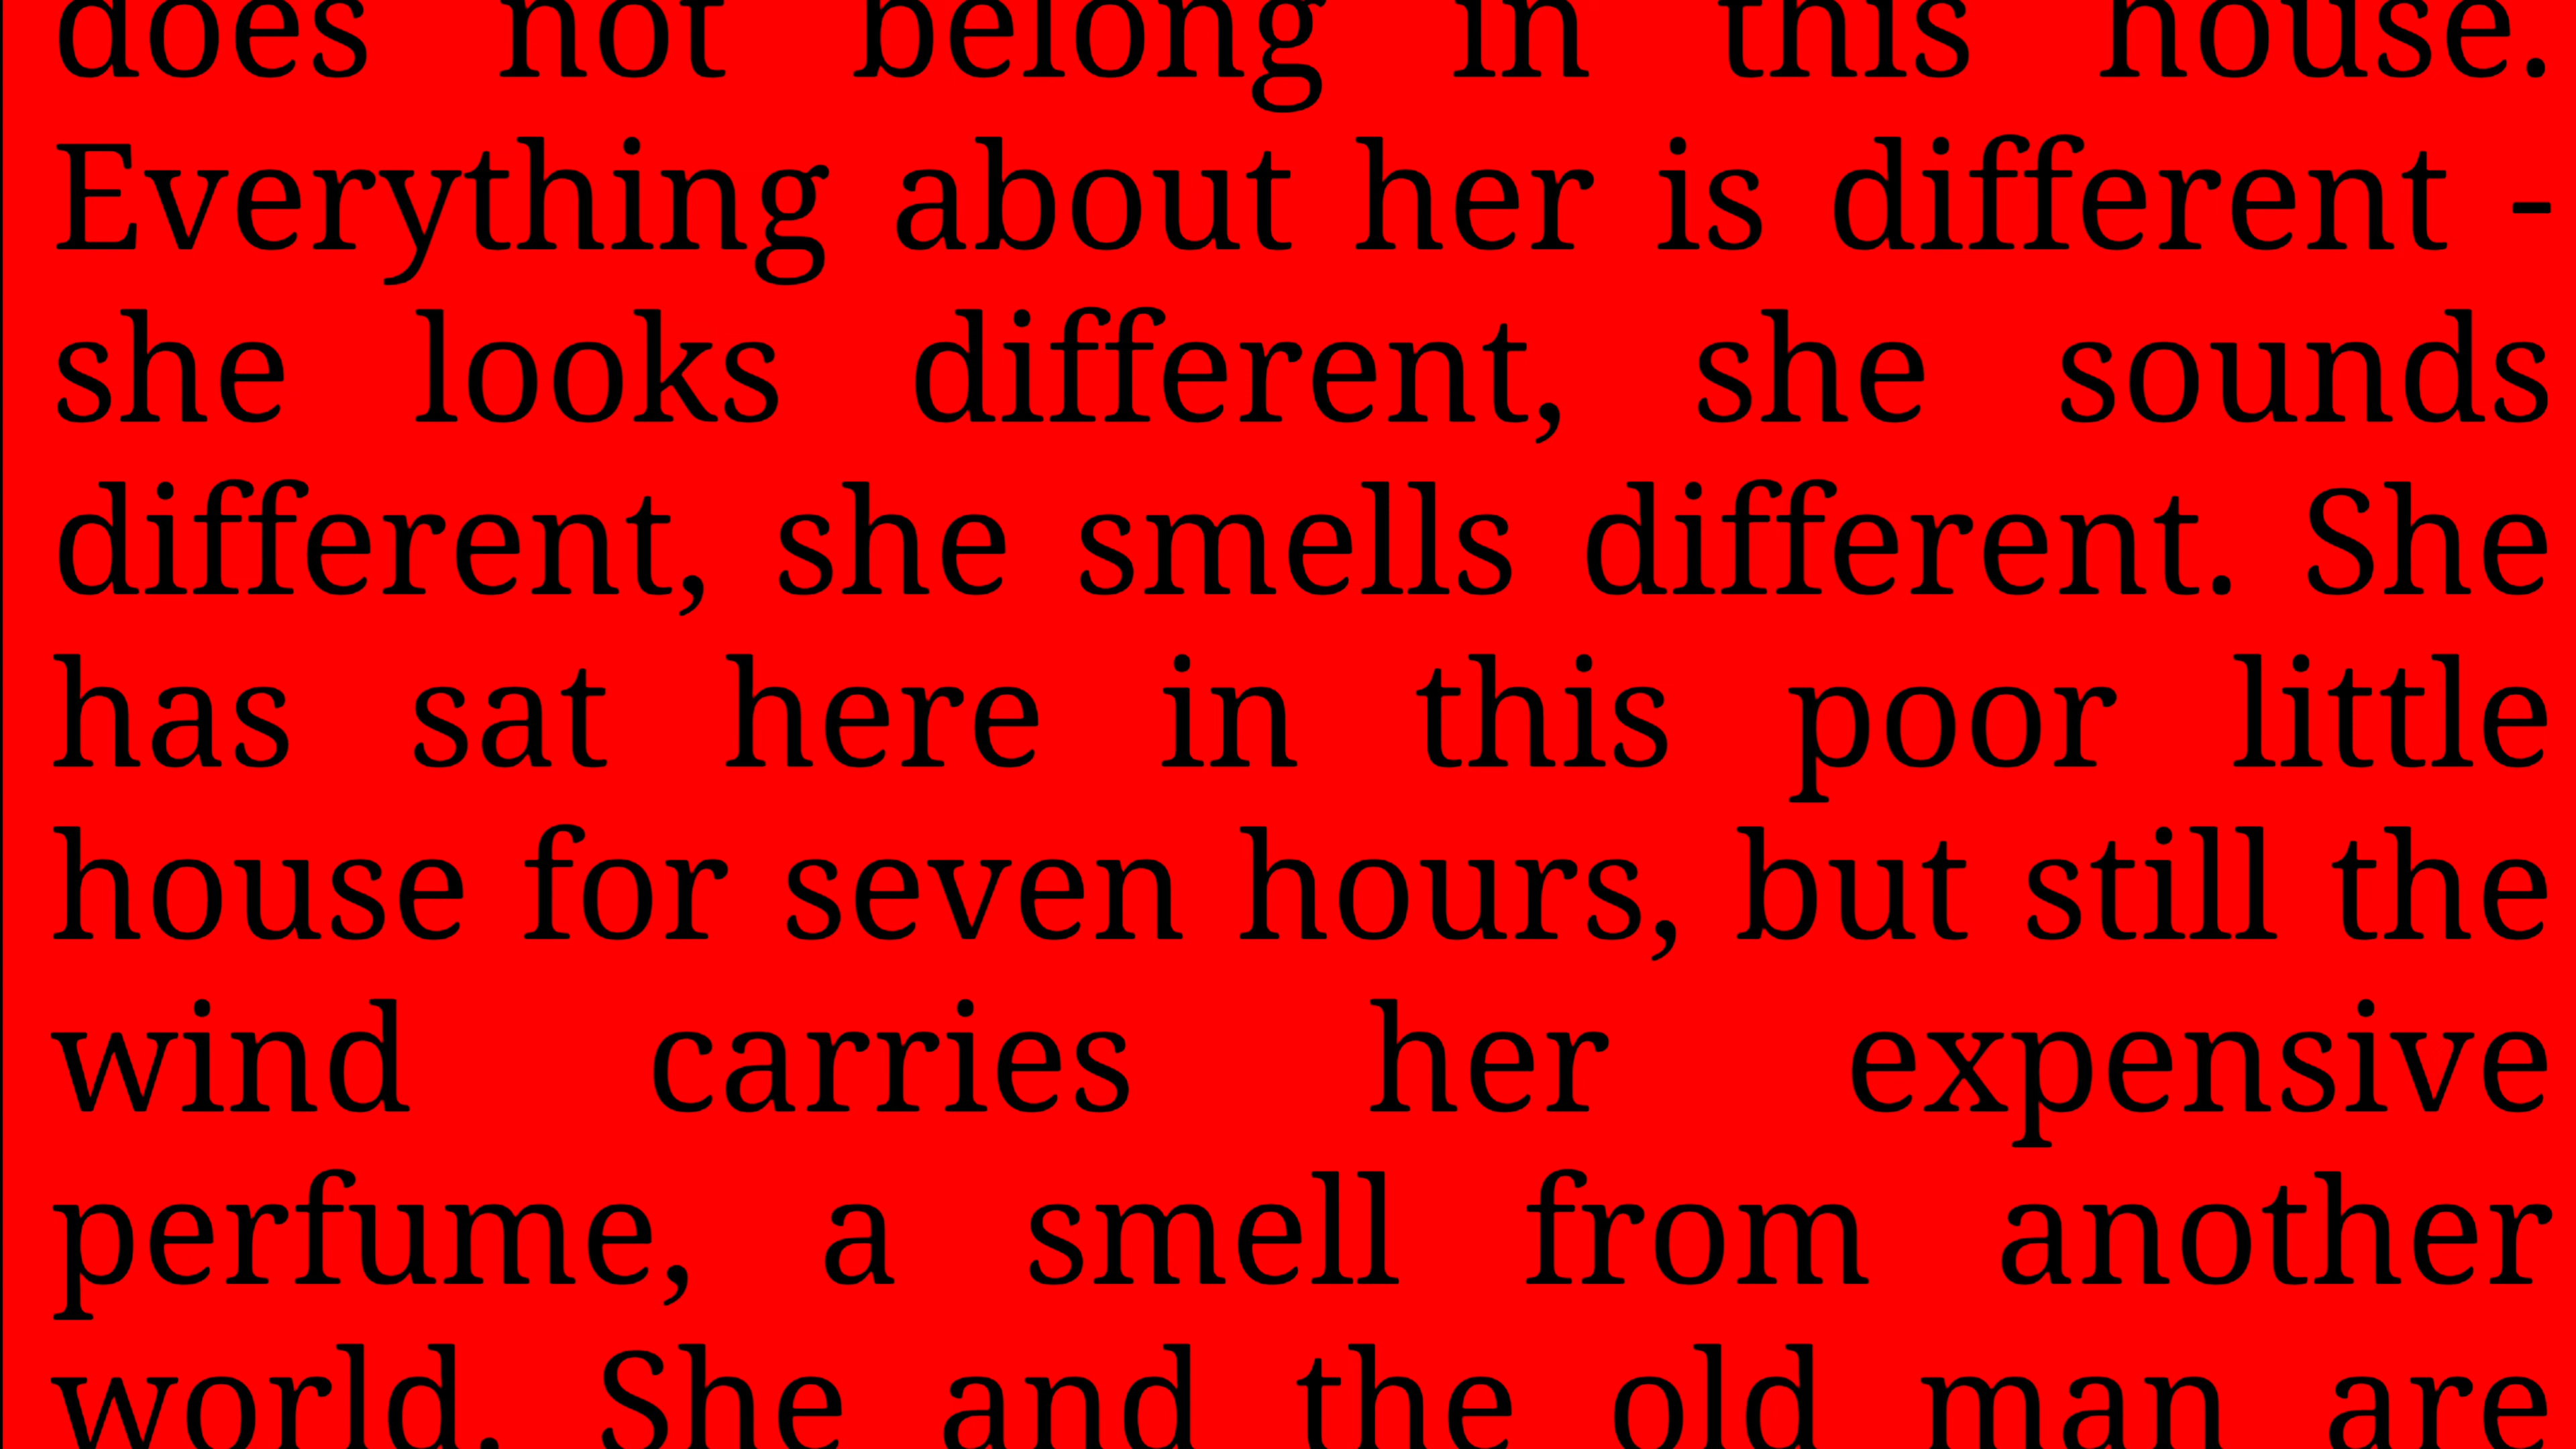 does not belong in this house.
Everything about her is different -
she looks different, she sounds
different, she smells different. She
has sat here in this poor little
house for seven hours, but still the
wind carries her expensive
perfume, a smell from another
world. She and the old man are